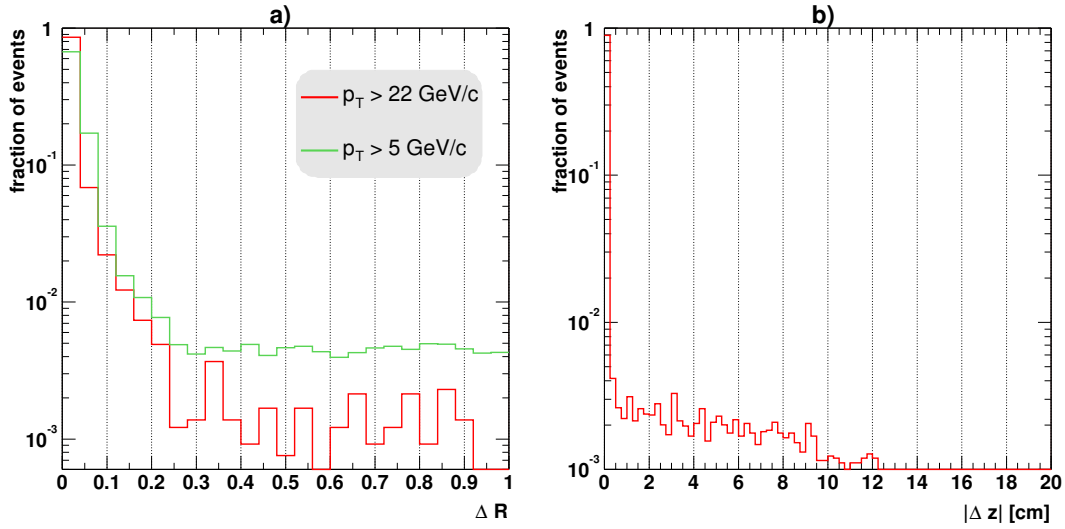 a)
fraction of events
1
10^-1
10^-2
10^-3
p_T > 22 GeV/c
p_T > 5 GeV/c
0 0.1 0.2 0.3 0.4 0.5 0.6 0.7 0.8 0.9 1
Δ R
b)
fraction of events
1
10^-1
10^-2
10^-3
0 2 4 6 8 10 12 14 16 18 20
|Δ z| [cm]